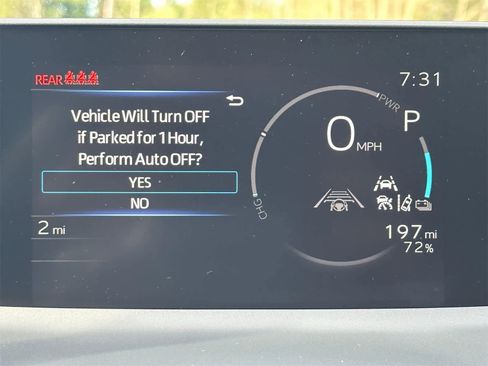 REAR
7:31
Vehicle Will Turn OFF
if Parked for 1 Hour,
Perform Auto OFF?
YES
NO
2 mi
PWR
P
0 MPH
CHG
197 mi
72%